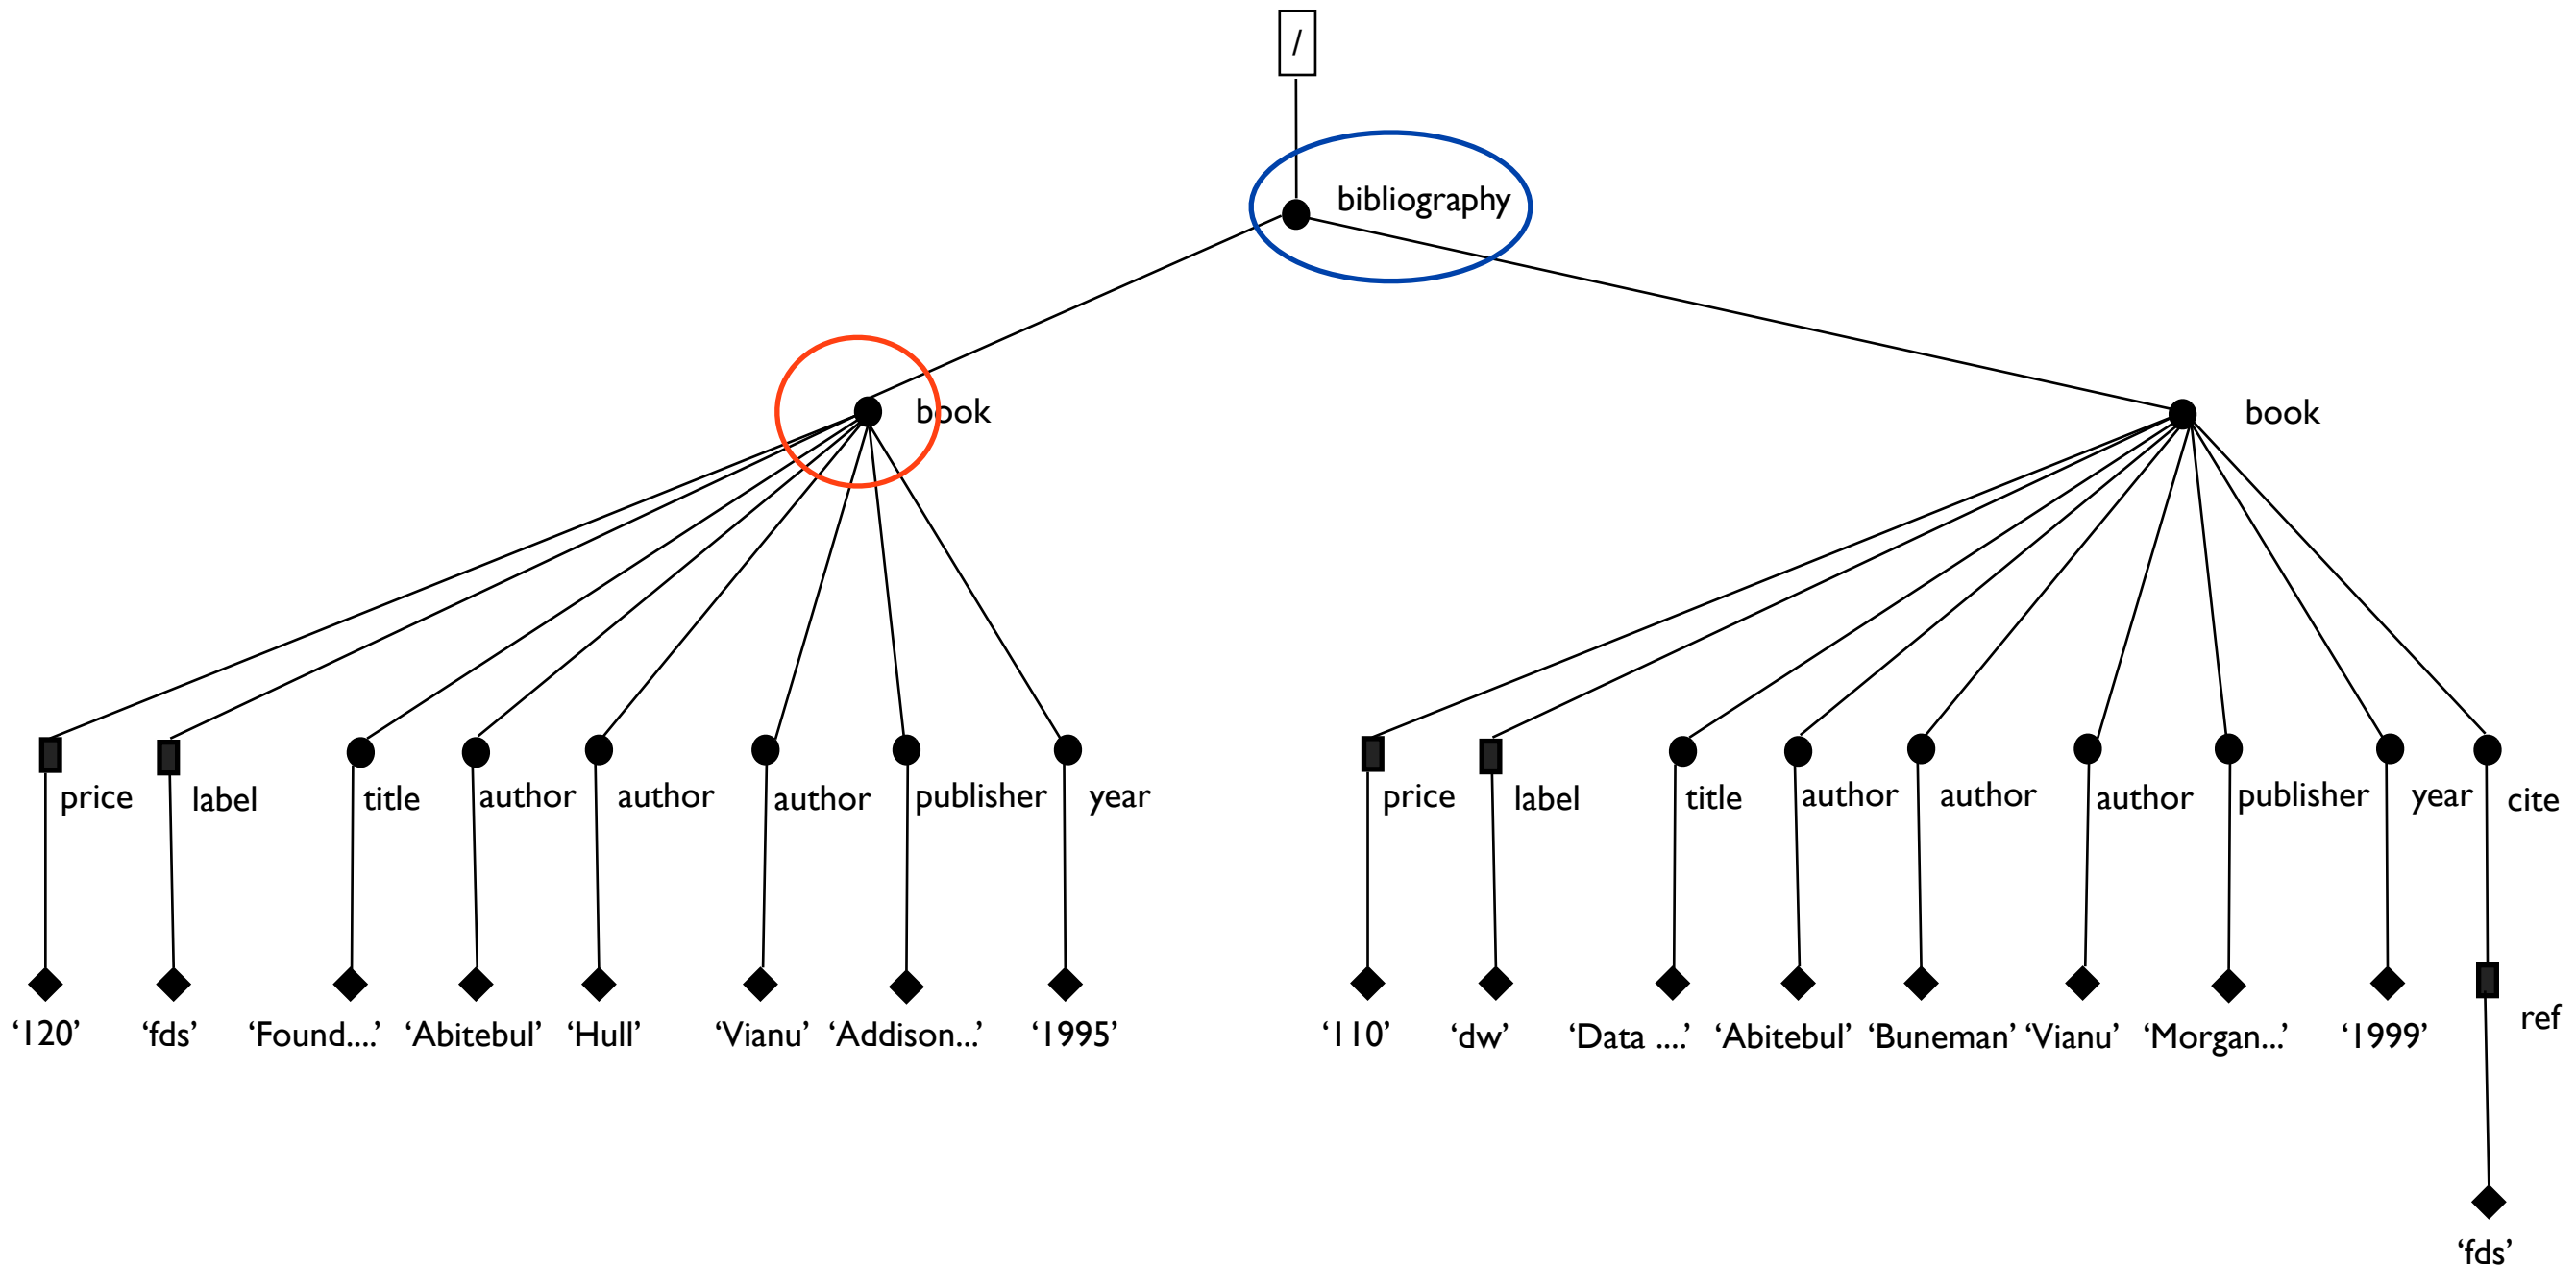 /
bibliography
book book
price label title author author author publisher year price label title author author author publisher year cite
‘120’ ‘fds’ ‘Found....’ ‘Abitebul’ ‘Hull’ ‘Vianu’ ‘Addison...’ ‘1995’ ‘110’ ‘dw’ ‘Data ....’ ‘Abitebul’ ‘Buneman’ ‘Vianu’ ‘Morgan...’ ‘1999’ ref
‘fds’